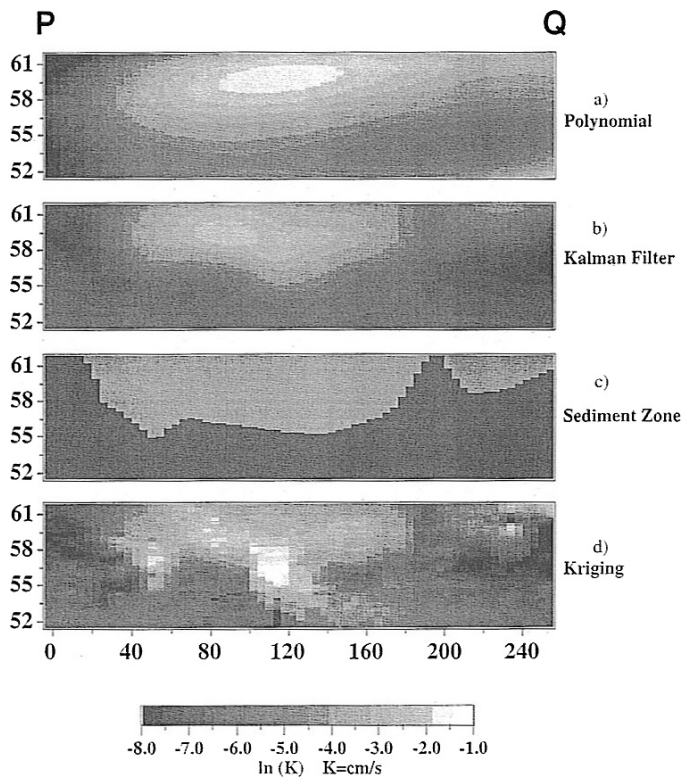 P Q
61
58
55
52
a)
Polynomial
61
58
55
52
b)
Kalman Filter
61
58
55
52
c)
Sediment Zone
61
58
55
52
d)
Kriging
0 40 80 120 160 200 240
-8.0 -7.0 -6.0 -5.0 -4.0 -3.0 -2.0 -1.0
ln (K) K=cm/s